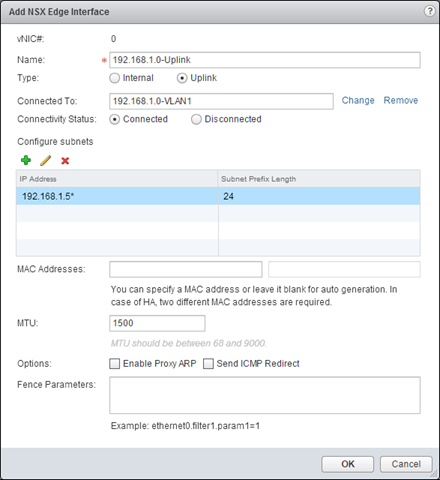 Add NSX Edge Interface ?
vNIC#: 0
Name: * 192.168.1.0-Uplink
Type: Internal Uplink
Connected To: 192.168.1.0-VLAN1 Change Remove
Connectivity Status: Connected Disconnected
Configure subnets
IP Address Subnet Prefix Length
192.168.1.5* 24
MAC Addresses:
You can specify a MAC address or leave it blank for auto generation. In
case of HA, two different MAC addresses are required.
MTU: 1500
MTU should be between 68 and 9000.
Options: Enable Proxy ARP Send ICMP Redirect
Fence Parameters:
Example: ethernet0.filter1.param1=1
OK Cancel